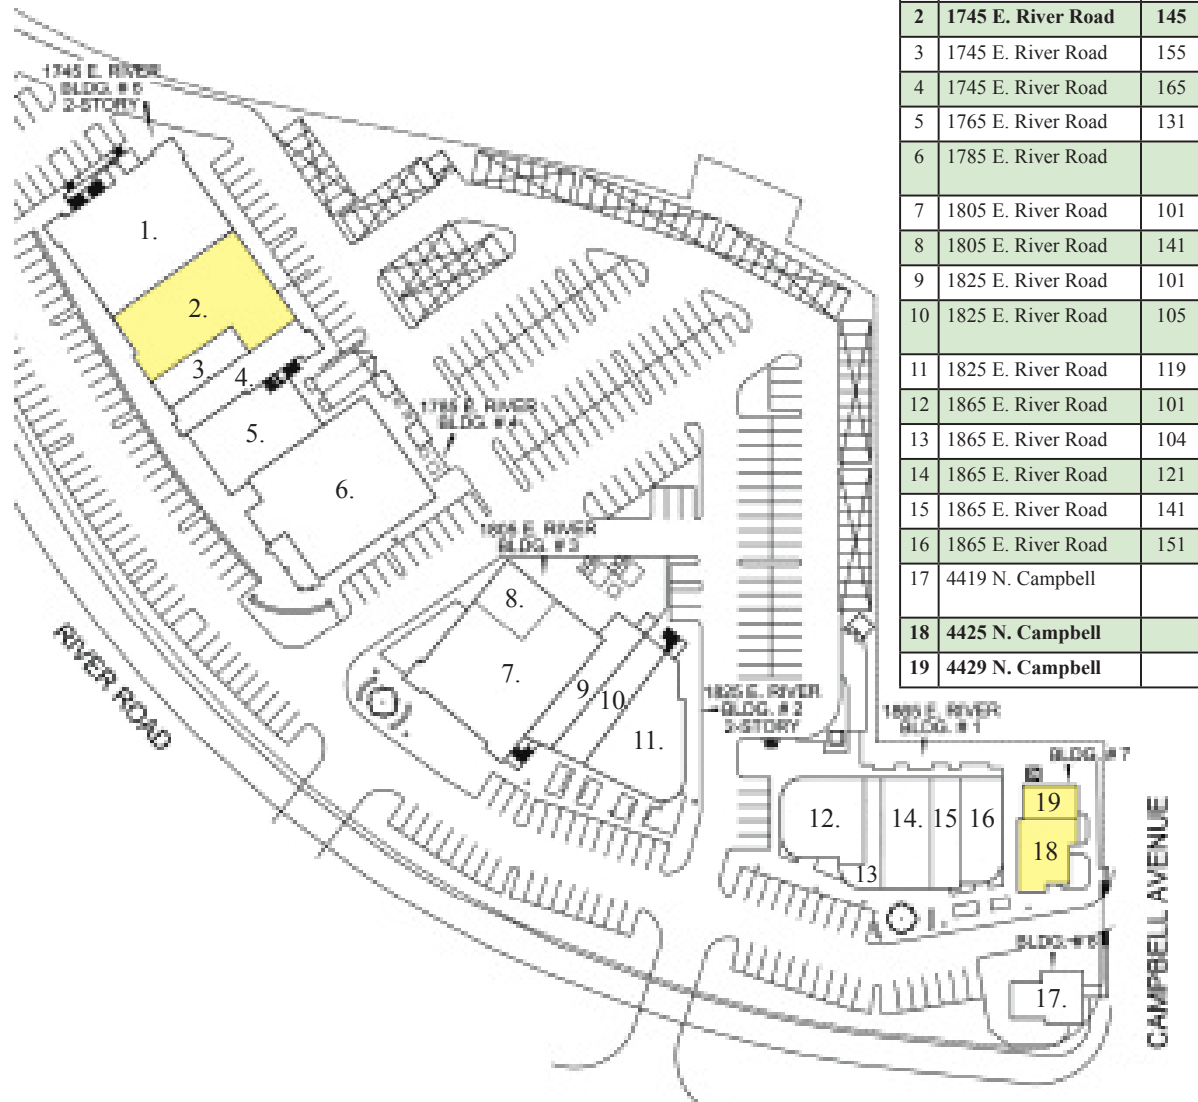 2 1745 E. River Road 145
3 1745 E. River Road 155
4 1745 E. River Road 165
5 1765 E. River Road 131
6 1785 E. River Road
7 1805 E. River Road 101
8 1805 E. River Road 141
9 1825 E. River Road 101
10 1825 E. River Road 105
11 1825 E. River Road 119
12 1865 E. River Road 101
13 1865 E. River Road 104
14 1865 E. River Road 121
15 1865 E. River Road 141
16 1865 E. River Road 151
17 4419 N. Campbell
18 4425 N. Campbell
19 4429 N. Campbell
1745 E. RIVER
BLDG. # 5
2-STORY
1.
2.
3.
4.
5.
6.
1785 E. RIVER
BLDG. # 4
1805 E. RIVER
BLDG. # 3
8.
7.
9.
10.
11.
1825 E. RIVER
BLDG. # 2
2-STORY
1865 E. RIVER
BLDG. # 1
BLDG. # 7
12.
13
14.
15
16
19
18
BLDG. # 6
17.
RIVER ROAD
CAMPBELL AVENUE